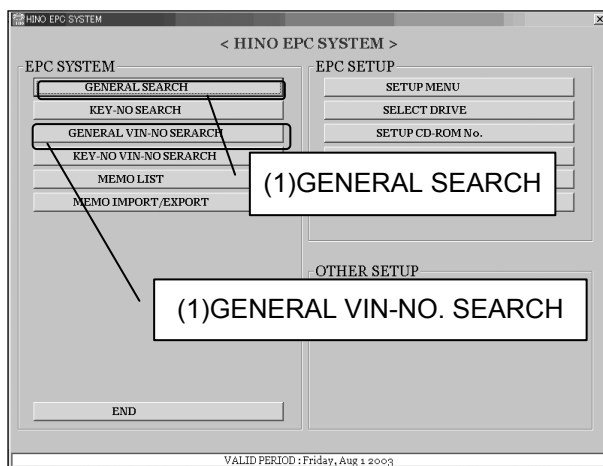 HINO EPC SYSTEM
< HINO EPC SYSTEM >
EPC SYSTEM
GENERAL SEARCH
KEY-NO SEARCH
GENERAL VIN-NO SERARCH
KEY-NO VIN-NO SERARCH
MEMO LIST
MEMO IMPORT/EXPORT
END
EPC SETUP
SETUP MENU
SELECT DRIVE
SETUP CD-ROM No.
(1)GENERAL SEARCH
OTHER SETUP
(1)GENERAL VIN-NO. SEARCH
VALID PERIOD : Friday, Aug 1 2003